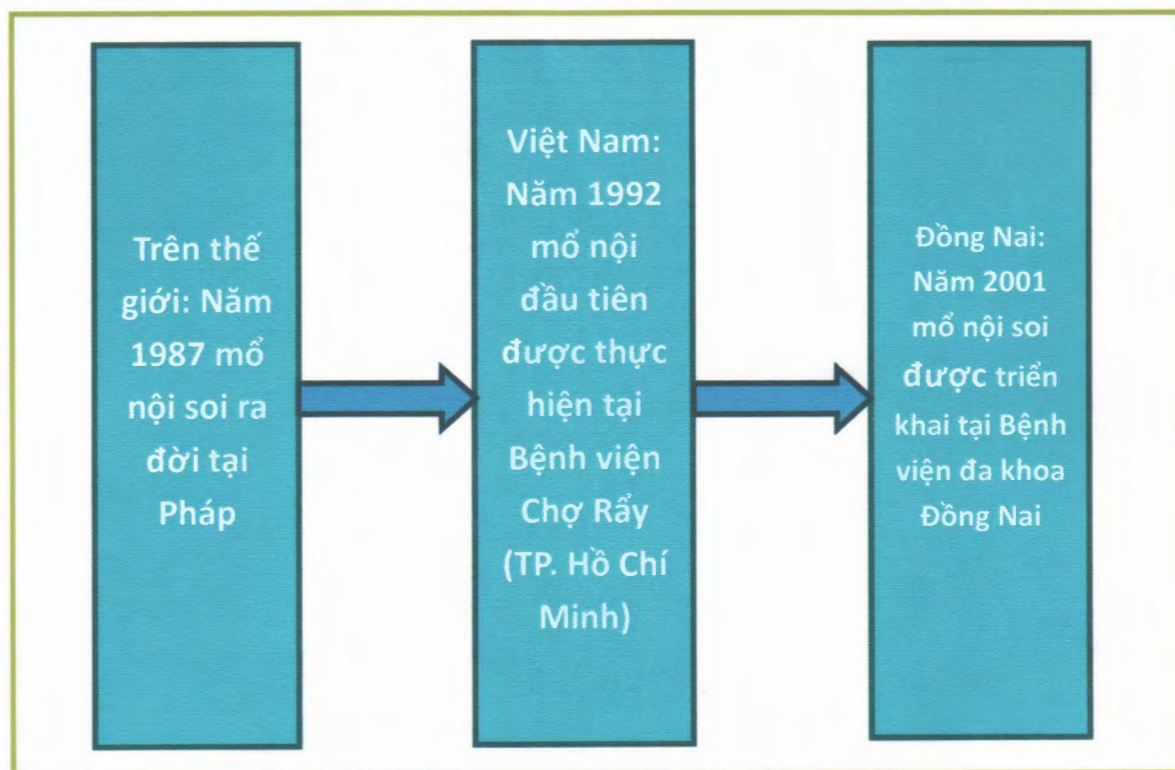 Trên thế
giới: Năm
1987 mổ
nội soi ra
đời tại
Pháp
Việt Nam:
Năm 1992
mổ nội
đầu tiên
được thực
hiện tại
Bệnh viện
Chợ Rẩy
(TP. Hồ Chí
Minh)
Đồng Nai:
Năm 2001
mổ nội soi
được triển
khai tại Bệnh
viện đa khoa
Đồng Nai